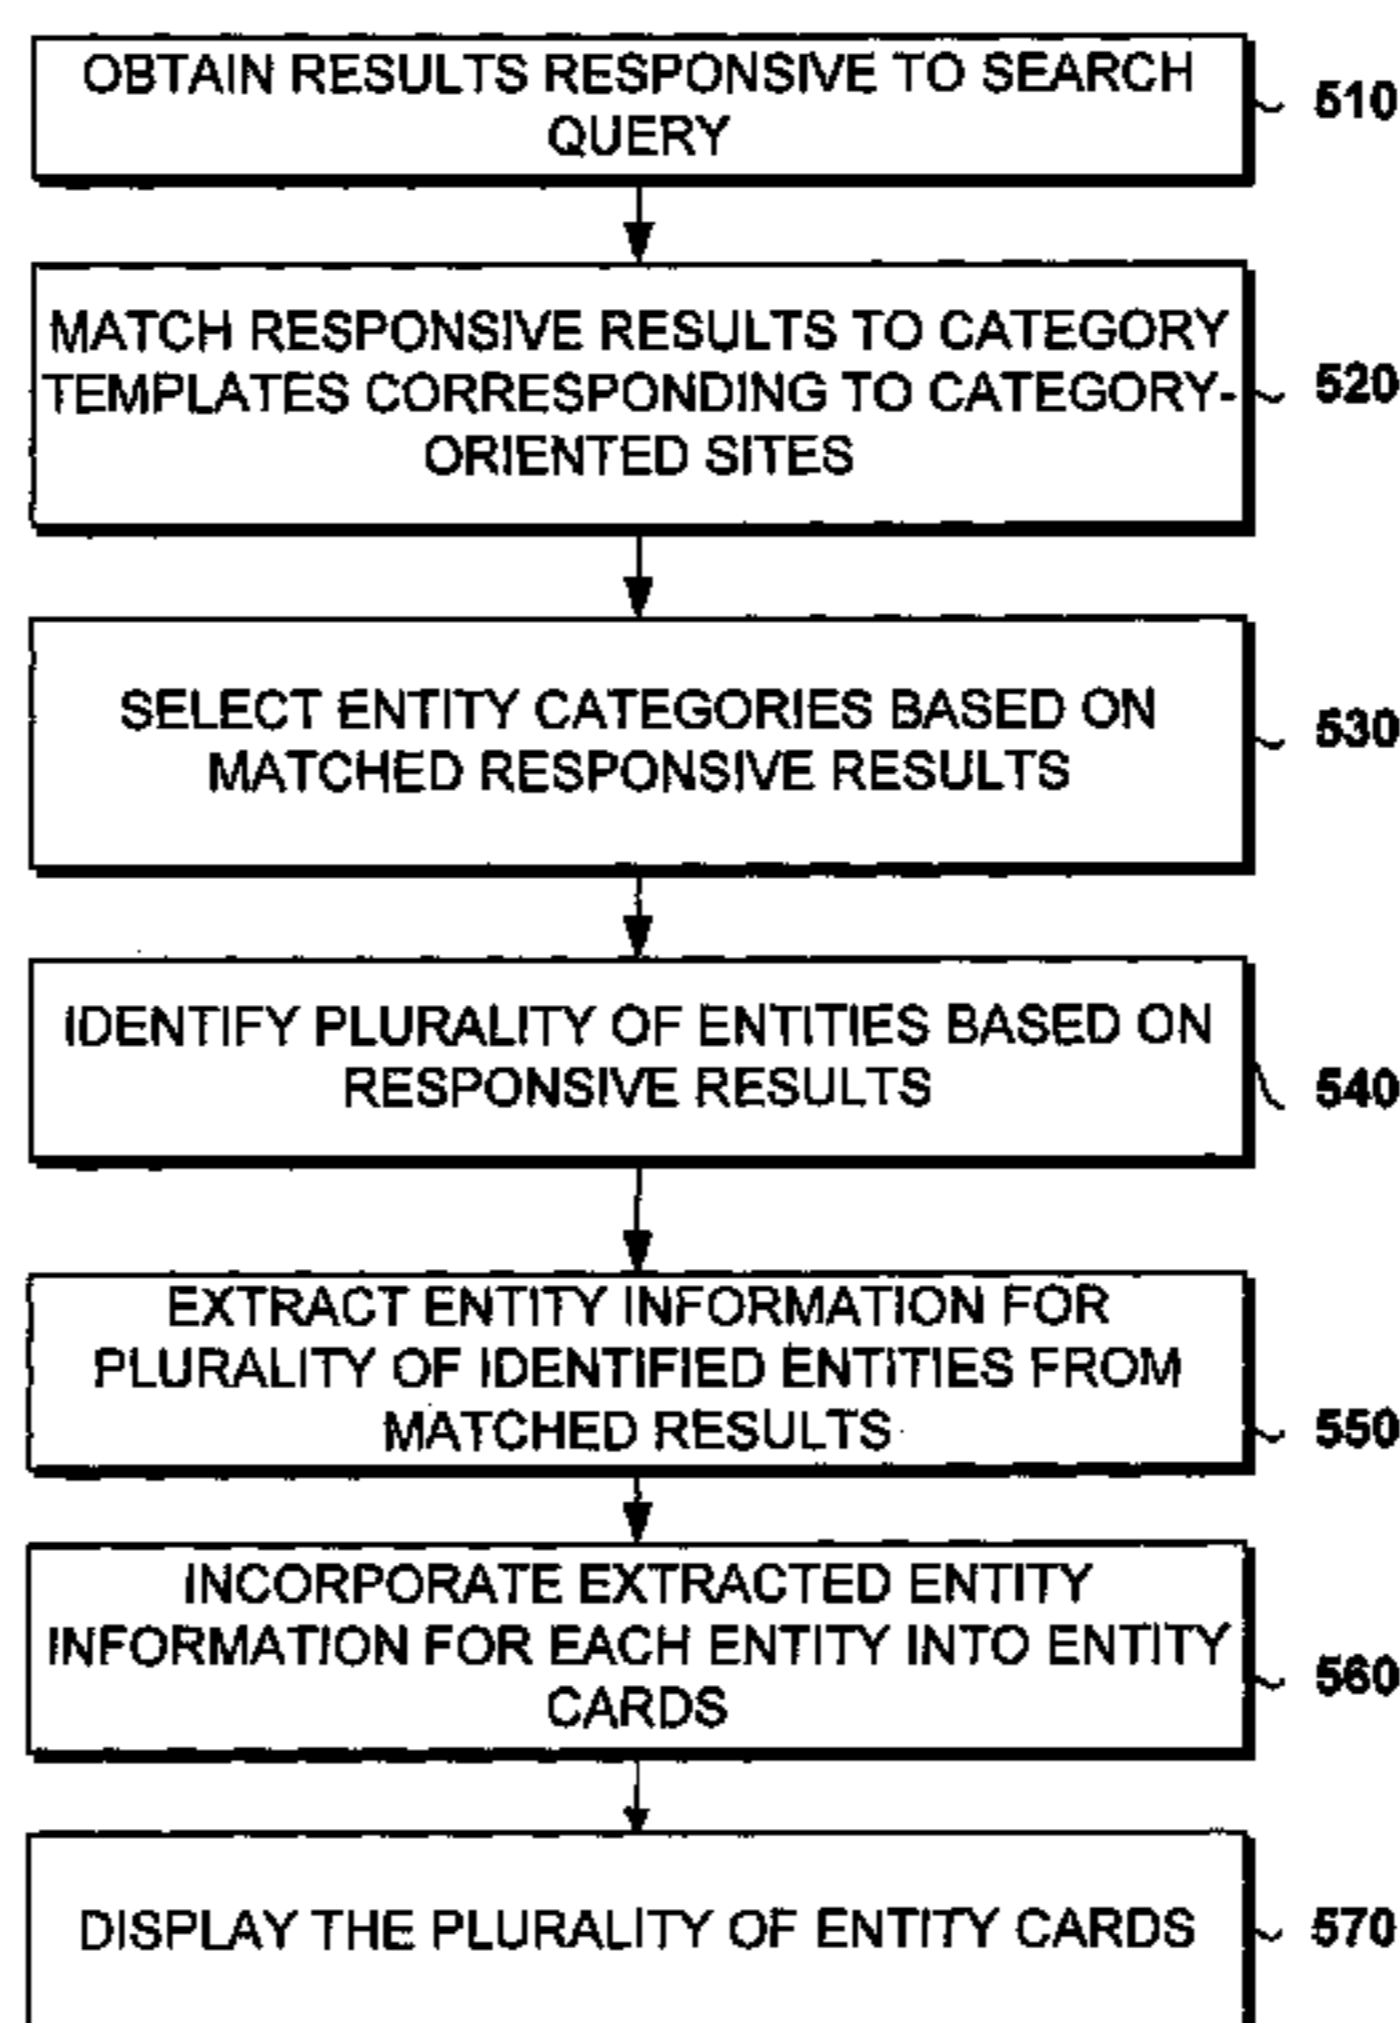 OBTAIN RESULTS RESPONSIVE TO SEARCH
QUERY
510
MATCH RESPONSIVE RESULTS TO CATEGORY
TEMPLATES CORRESPONDING TO CATEGORY-
ORIENTED SITES
520
SELECT ENTITY CATEGORIES BASED ON
MATCHED RESPONSIVE RESULTS
530
IDENTIFY PLURALITY OF ENTITIES BASED ON
RESPONSIVE RESULTS
540
EXTRACT ENTITY INFORMATION FOR
PLURALITY OF IDENTIFIED ENTITIES FROM
MATCHED RESULTS
550
INCORPORATE EXTRACTED ENTITY
INFORMATION FOR EACH ENTITY INTO ENTITY
CARDS
560
DISPLAY THE PLURALITY OF ENTITY CARDS
570